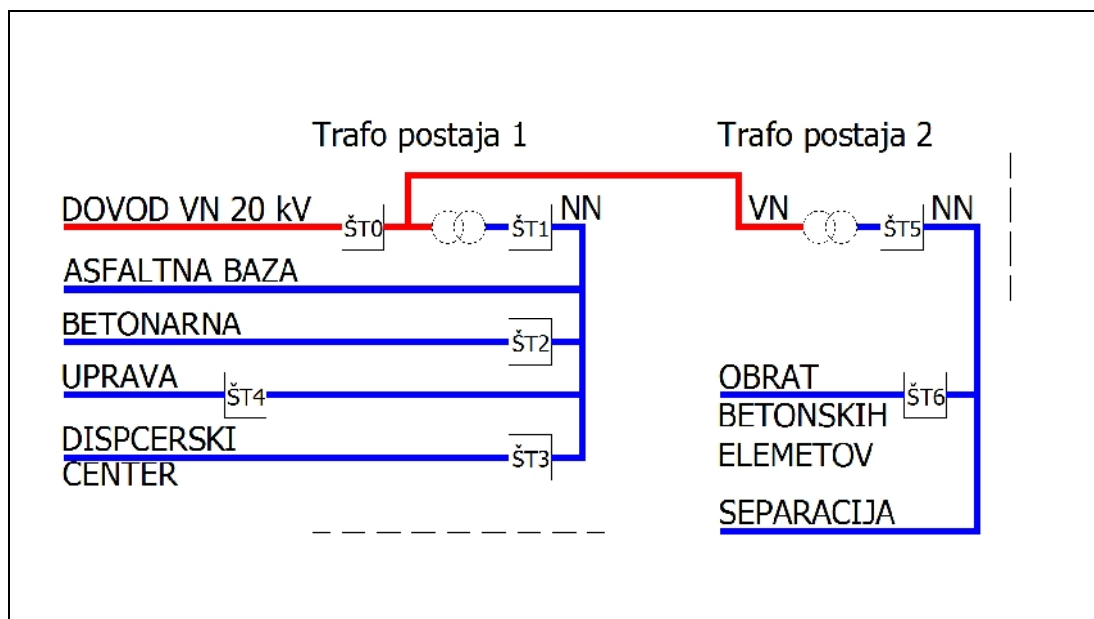 Trafo postaja 1
Trafo postaja 2
DOVOD VN 20 kV
ŠT0
ŠT1
NN
VN
ŠT5
NN
ASFALTNA BAZA
BETONARNA
ŠT2
UPRAVA
ŠT4
DISPCERSKI
CENTER
ŠT3
OBRAT
BETONSKIH
ELEMETOV
ŠT6
SEPARACIJA